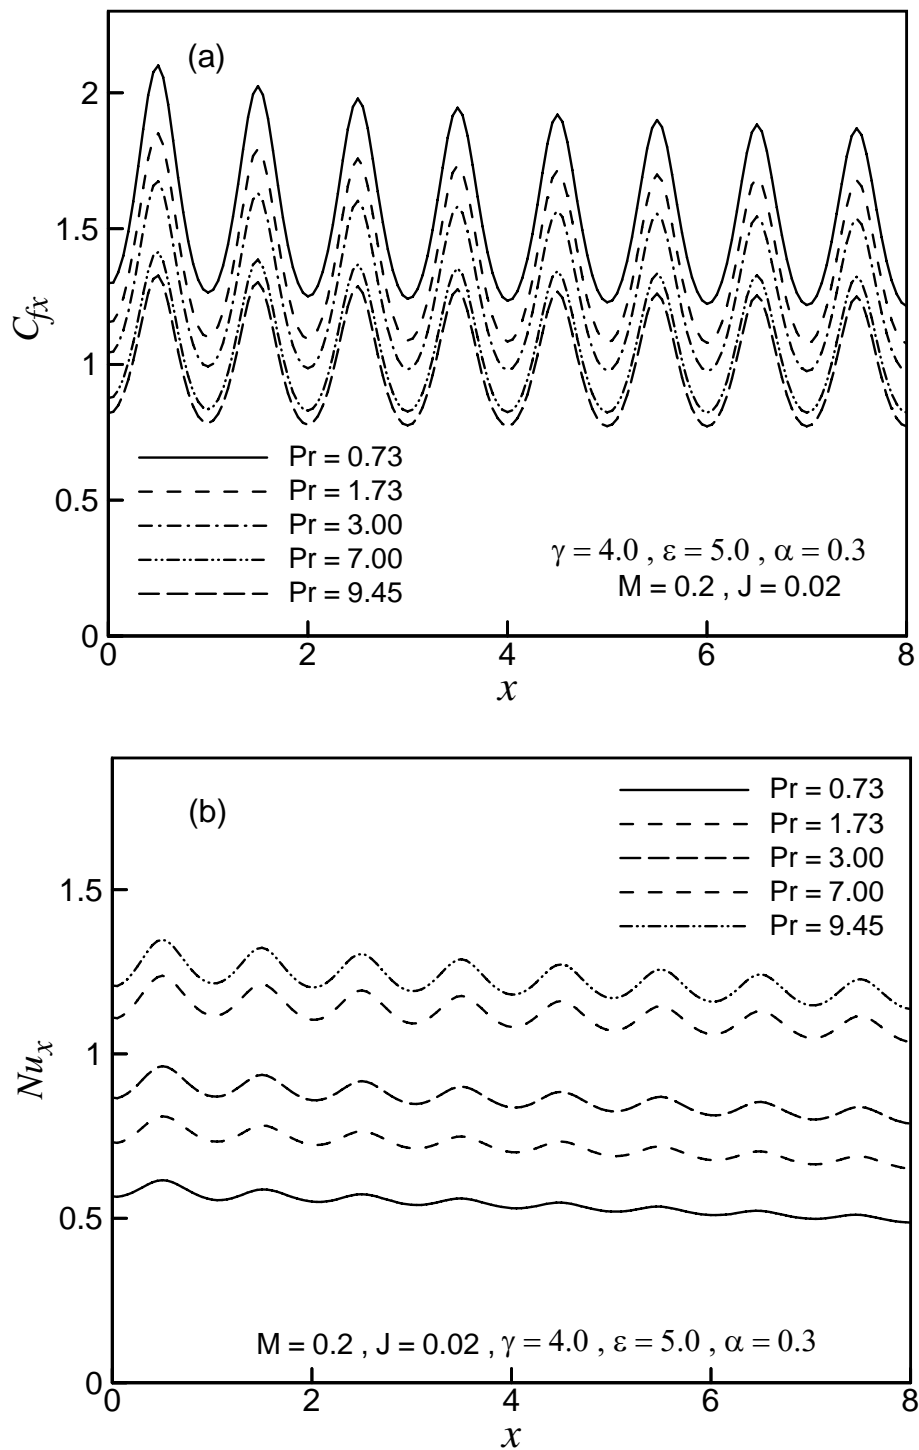 (a)
2
1.5
1
0.5
0
C_fx
Pr = 0.73
Pr = 1.73
Pr = 3.00
Pr = 7.00
Pr = 9.45
γ = 4.0 , ε = 5.0 , α = 0.3
M = 0.2 , J = 0.02
0 2 4 6 8
x
(b)
Pr = 0.73
Pr = 1.73
Pr = 3.00
Pr = 7.00
Pr = 9.45
1.5
1
0.5
0
Nu_x
M = 0.2 , J = 0.02 , γ = 4.0 , ε = 5.0 , α = 0.3
0 2 4 6 8
x